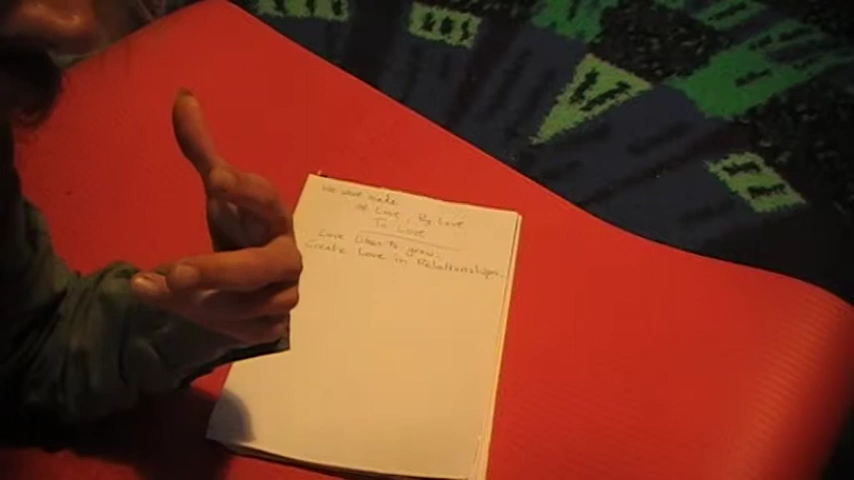 We were made
of Love, By Love
To Love
Love Likes to grow,
Create Love in Relationships..